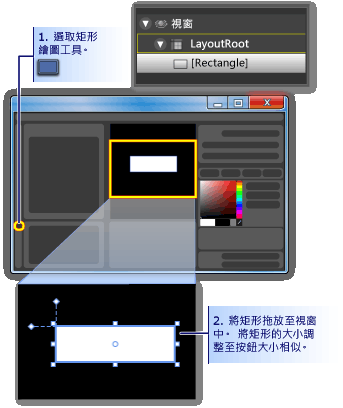 1. 選取矩形
繪圖工具。
視窗
LayoutRoot
[Rectangle]
2. 將矩形拖放至視窗
中。 將矩形的大小調
整至按鈕大小相似。